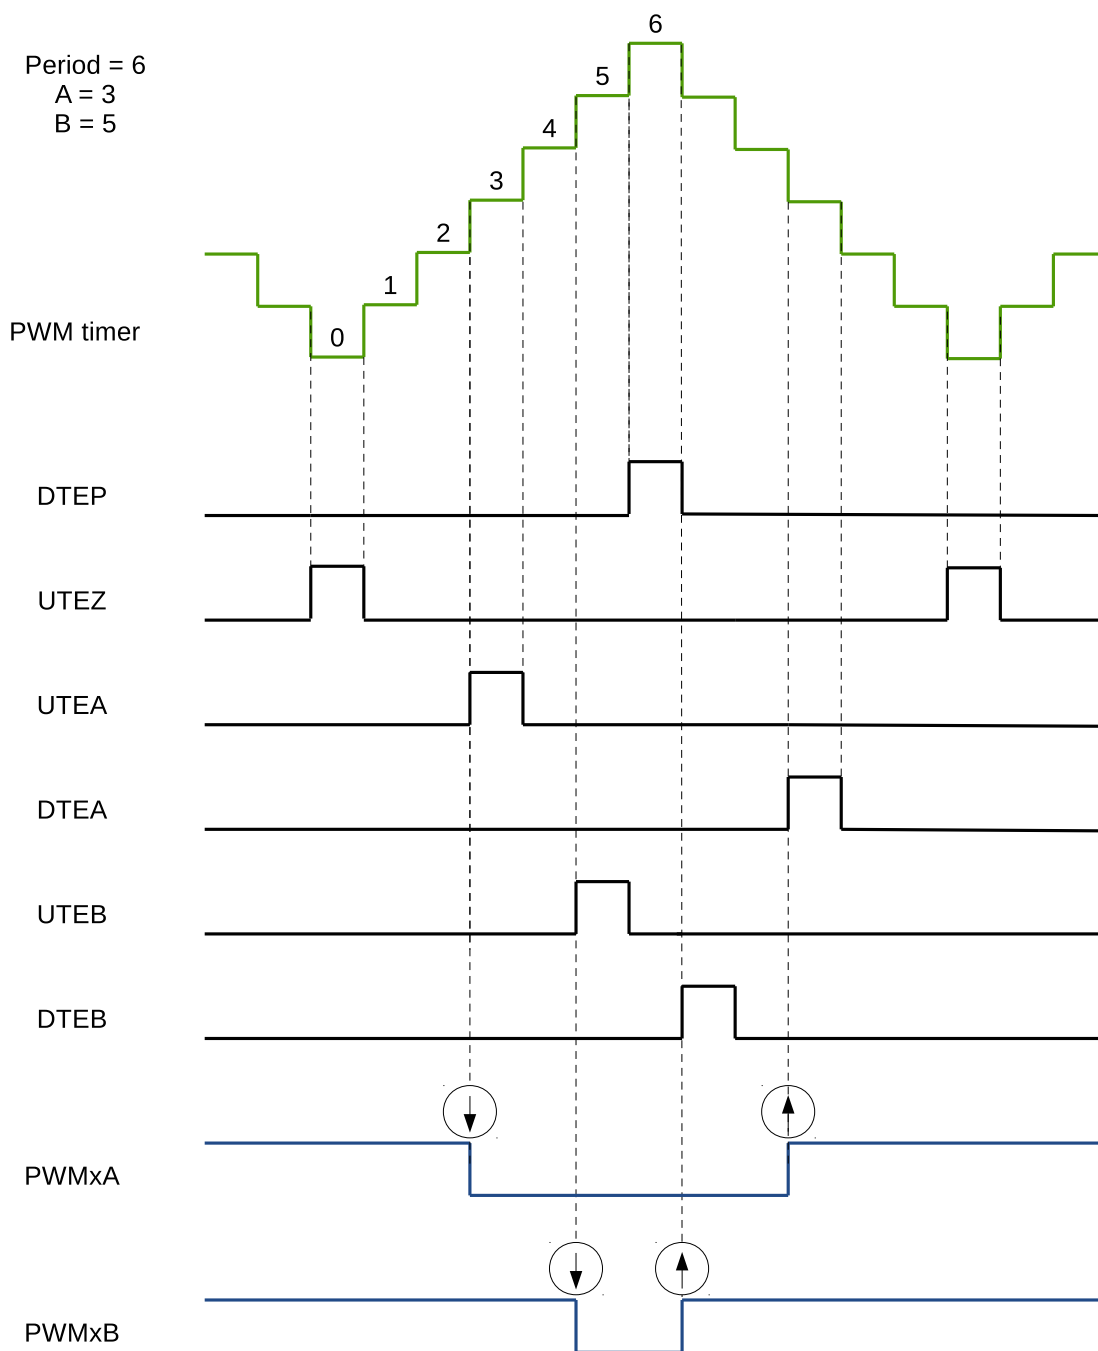 6
Period = 6
A = 3
B = 5
5
4
3
2
1
0
PWM timer
DTEP
UTEZ
UTEA
DTEA
UTEB
DTEB
PWMxA
PWMxB